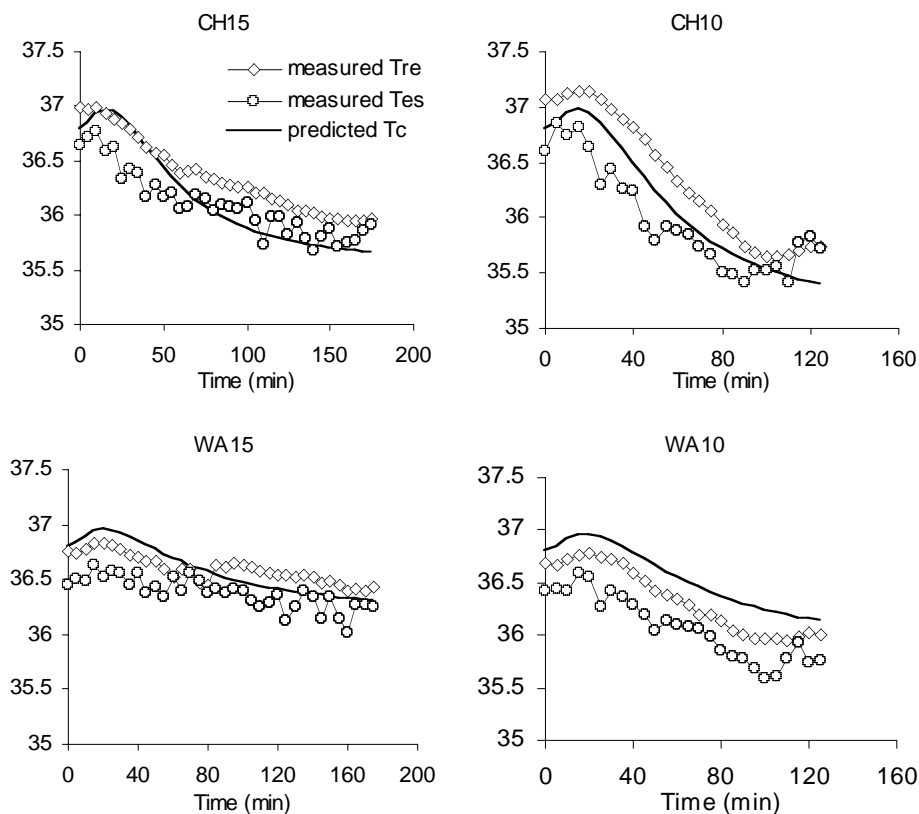 CH15
37.5
37
36.5
36
35.5
35
0 50 100 150 200
Time (min)
measured Tre
measured Tes
predicted Tc
CH10
37.5
37
36.5
36
35.5
35
0 40 80 120 160
Time (min)
WA15
37.5
37
36.5
36
35.5
35
0 40 80 120 160 200
Time (min)
WA10
37.5
37
36.5
36
35.5
35
0 40 80 120 160
Time (min)